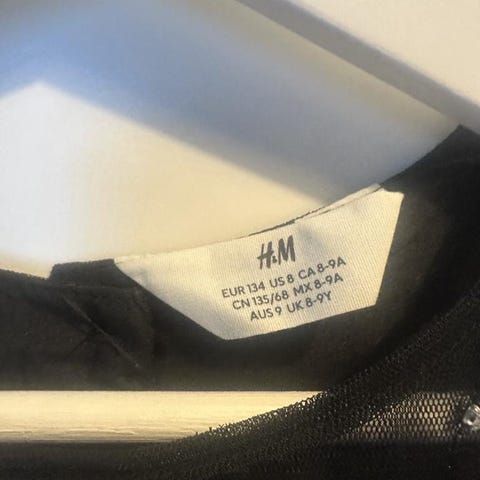 H&M
EUR 134 US 8 CA 8-9A
CN 135/68 MX 8-9A
AUS 9 UK 8-9Y